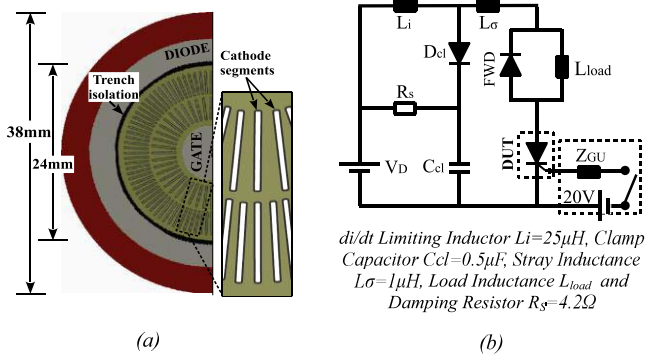 DIODE
Cathode
segments
Trench
isolation
38mm
24mm
GATE
(a)
Li
Lσ
Dcl
FWD
Lload
Rs
DUT
ZGU
VD
Ccl
20V
di/dt Limiting Inductor Li=25μH, Clamp
Capacitor Ccl=0.5μF, Stray Inductance
Lσ=1μH, Load Inductance Lload and
Damping Resistor Rs=4.2Ω
(b)